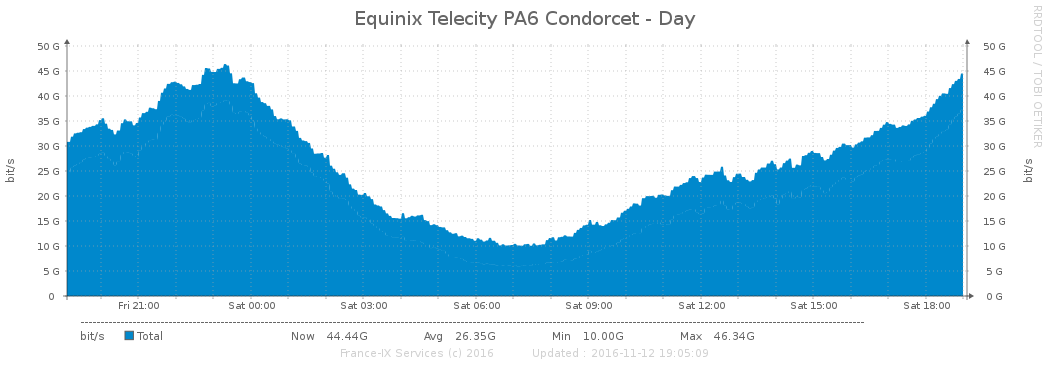 Equinix Telecity PA6 Condorcet - Day
RRDTOOL / TOBI OETIKER
50 G 50 G
45 G 45 G
40 G 40 G
35 G 35 G
30 G 30 G
25 G 25 G
20 G 20 G
15 G 15 G
10 G 10 G
5 G 5 G
0 0 G
bit/s bit/s
Fri 21:00 Sat 00:00 Sat 03:00 Sat 06:00 Sat 09:00 Sat 12:00 Sat 15:00 Sat 18:00
bit/s Total Now 44.44G Avg 26.35G Min 10.00G Max 46.34G
France-IX Services (c) 2016 Updated : 2016-11-12 19:05:09